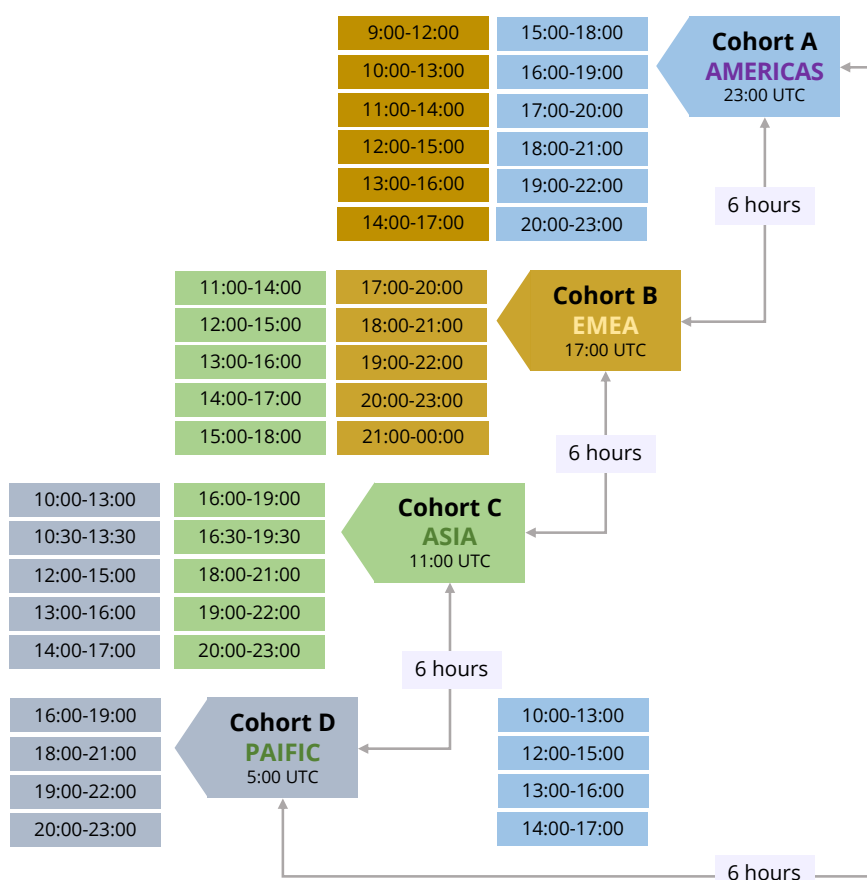 9:00-12:00 15:00-18:00
10:00-13:00 16:00-19:00
11:00-14:00 17:00-20:00
12:00-15:00 18:00-21:00
13:00-16:00 19:00-22:00
14:00-17:00 20:00-23:00
Cohort A
AMERICAS
23:00 UTC
6 hours
11:00-14:00 17:00-20:00
12:00-15:00 18:00-21:00
13:00-16:00 19:00-22:00
14:00-17:00 20:00-23:00
15:00-18:00 21:00-00:00
Cohort B
EMEA
17:00 UTC
6 hours
10:00-13:00 16:00-19:00
10:30-13:30 16:30-19:30
12:00-15:00 18:00-21:00
13:00-16:00 19:00-22:00
14:00-17:00 20:00-23:00
Cohort C
ASIA
11:00 UTC
6 hours
16:00-19:00
18:00-21:00
19:00-22:00
20:00-23:00
Cohort D
PAIFIC
5:00 UTC
10:00-13:00
12:00-15:00
13:00-16:00
14:00-17:00
6 hours